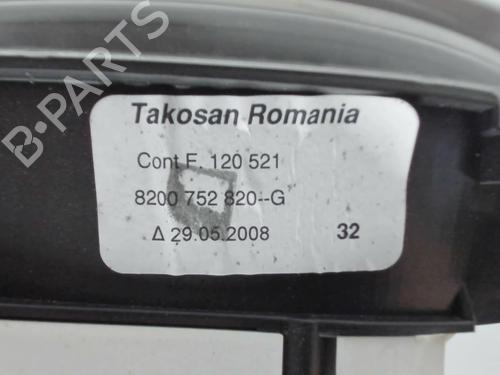 Takosan Romania
Cont F. 120 521
8200 752 820--G
Δ 29.05.2008 32
B-PARTS